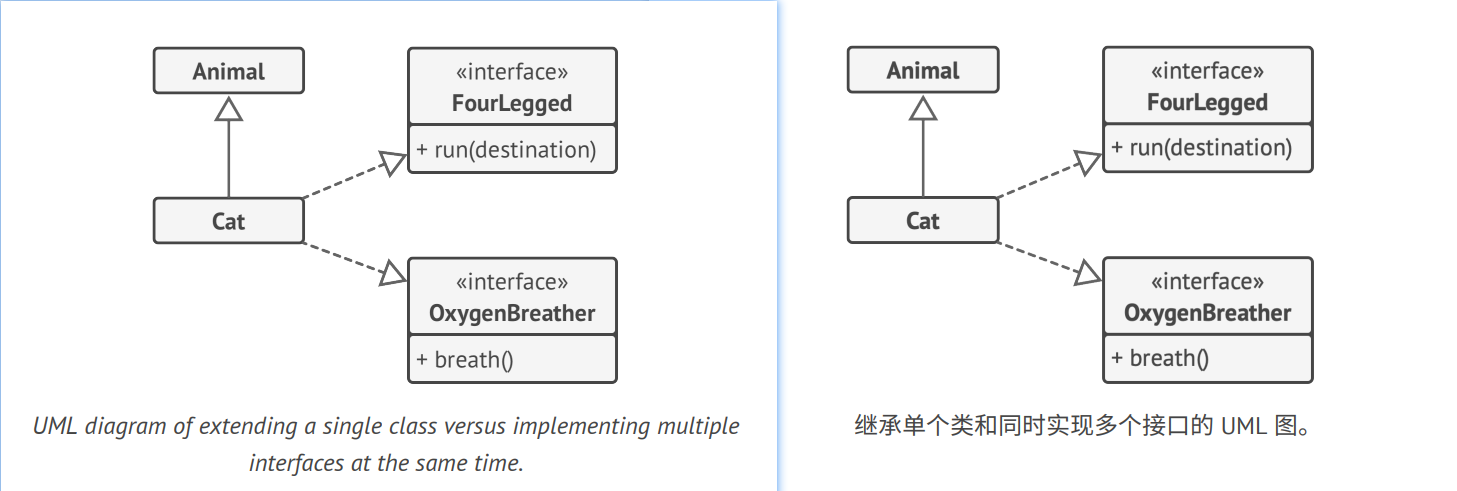 Animal
«interface»
FourLegged
+ run(destination)
Cat
«interface»
OxygenBreather
+ breath()
UML diagram of extending a single class versus implementing multiple
interfaces at the same time.
Animal
«interface»
FourLegged
+ run(destination)
Cat
«interface»
OxygenBreather
+ breath()
继承单个类和同时实现多个接口的 UML 图。